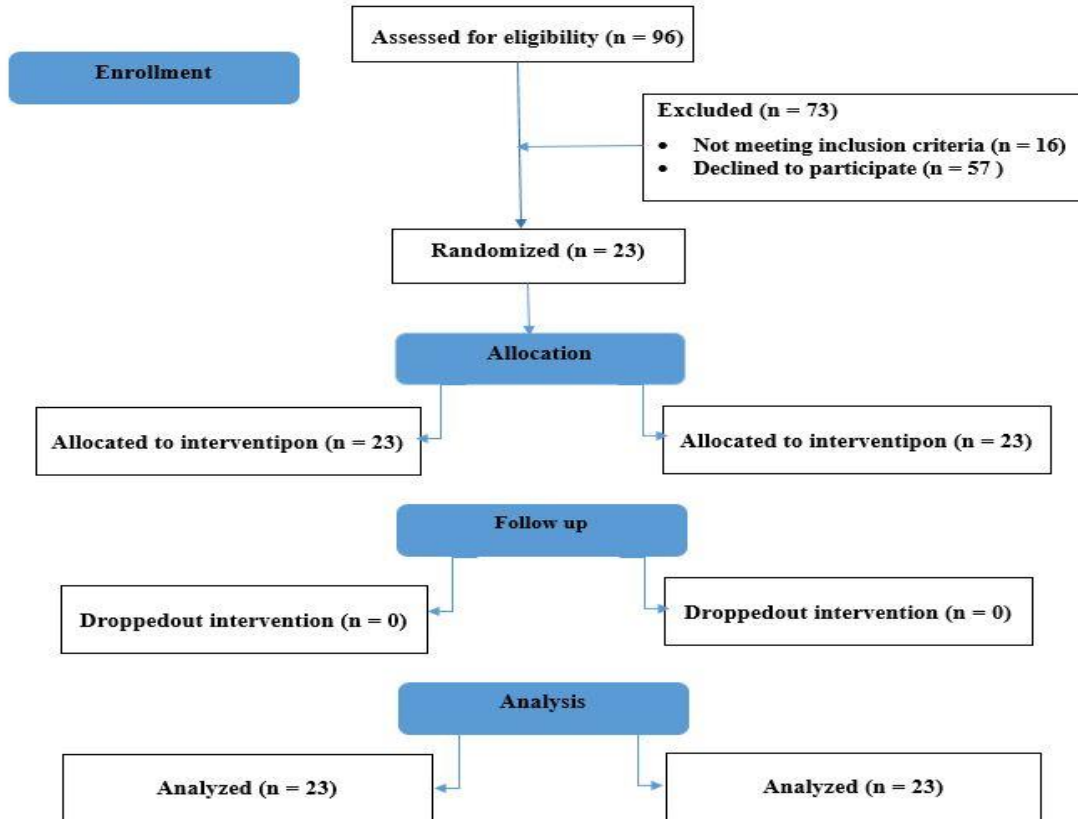 Assessed for eligibility (n = 96)
Enrollment
Excluded (n = 73)
• Not meeting inclusion criteria (n = 16)
• Declined to participate (n = 57 )
Randomized (n = 23)
Allocation
Allocated to interventipon (n = 23)
Allocated to interventipon (n = 23)
Follow up
Droppedout intervention (n = 0)
Droppedout intervention (n = 0)
Analysis
Analyzed (n = 23)
Analyzed (n = 23)